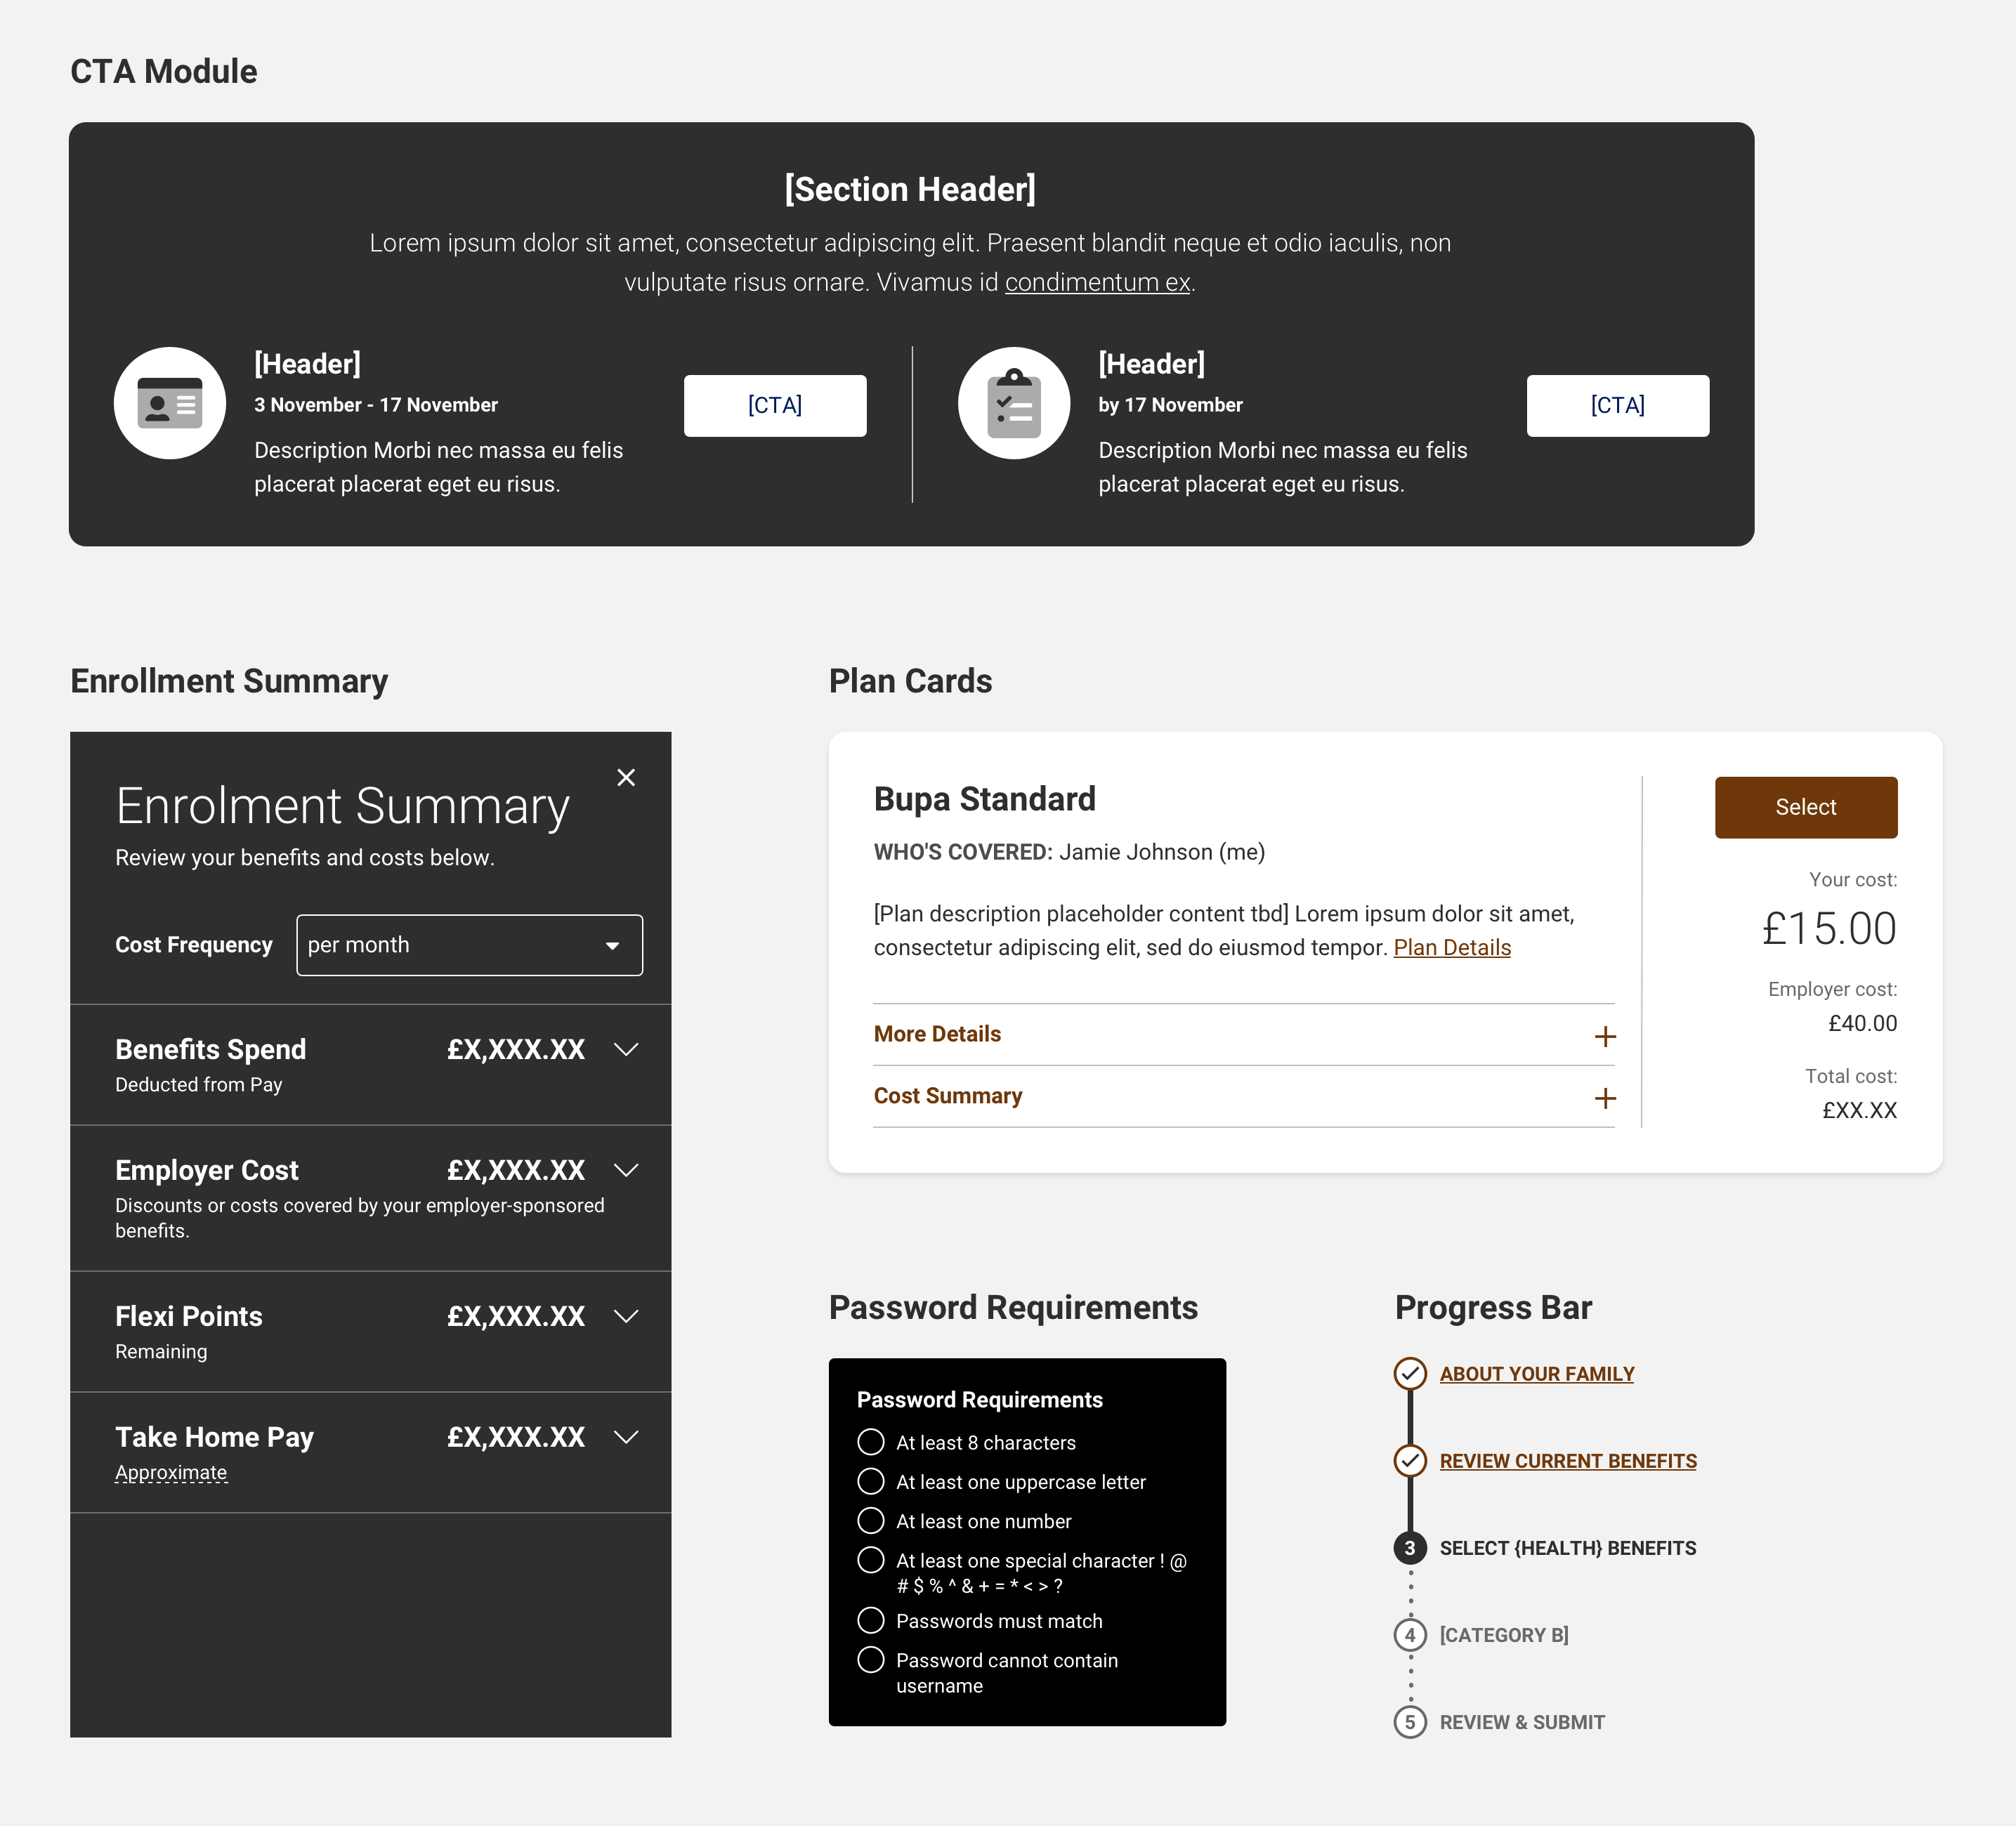 CTA Module
[Section Header]
Lorem ipsum dolor sit amet, consectetur adipiscing elit. Praesent blandit neque et odio iaculis, non
vulputate risus ornare. Vivamus id condimentum ex.
[Header]
3 November - 17 November
Description Morbi nec massa eu felis
placerat placerat eget eu risus.
[CTA]
[Header]
by 17 November
Description Morbi nec massa eu felis
placerat placerat eget eu risus.
[CTA]
Enrollment Summary
Enrolment Summary
Review your benefits and costs below.
Cost Frequency
per month
Benefits Spend £X,XXX.XX
Deducted from Pay
Employer Cost £X,XXX.XX
Discounts or costs covered by your employer-sponsored
benefits.
Flexi Points £X,XXX.XX
Remaining
Take Home Pay £X,XXX.XX
Approximate
Plan Cards
Bupa Standard
WHO'S COVERED: Jamie Johnson (me)
[Plan description placeholder content tbd] Lorem ipsum dolor sit amet,
consectetur adipiscing elit, sed do eiusmod tempor. Plan Details
More Details
Cost Summary
Select
Your cost:
£15.00
Employer cost:
£40.00
Total cost:
£XX.XX
Password Requirements
Password Requirements
At least 8 characters
At least one uppercase letter
At least one number
At least one special character ! @
# $ % ^ & + = * < > ?
Passwords must match
Password cannot contain
username
Progress Bar
ABOUT YOUR FAMILY
REVIEW CURRENT BENEFITS
3 SELECT {HEALTH} BENEFITS
4 [CATEGORY B]
5 REVIEW & SUBMIT